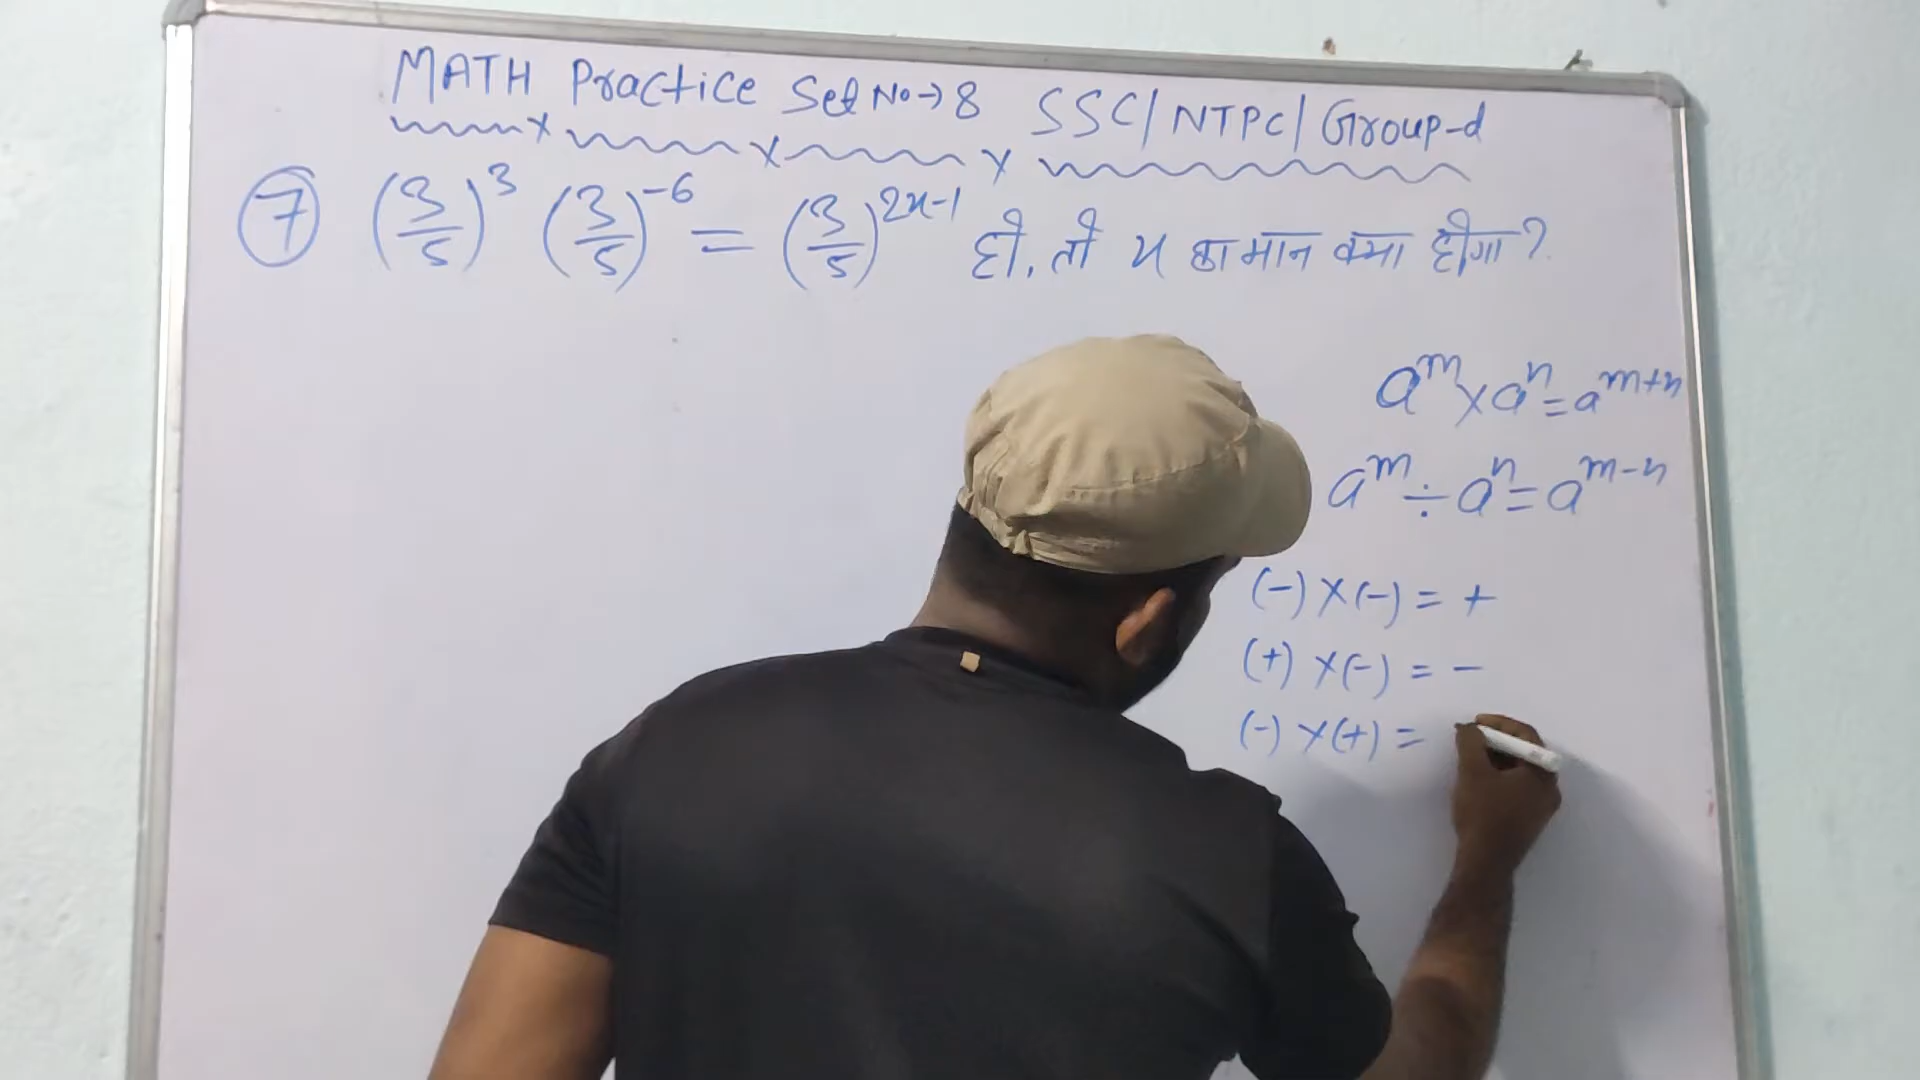 MATH Practice Set No→8 SSC/NTPC/Group-d
7 (3/5)^3 (3/5)^-6 = (3/5)^2x-1 हो, तो x का मान क्या होगा?
a^m × a^n = a^m+n
a^m ÷ a^n = a^m-n
(-) × (-) = +
(+) × (-) = -
(-) × (+) =